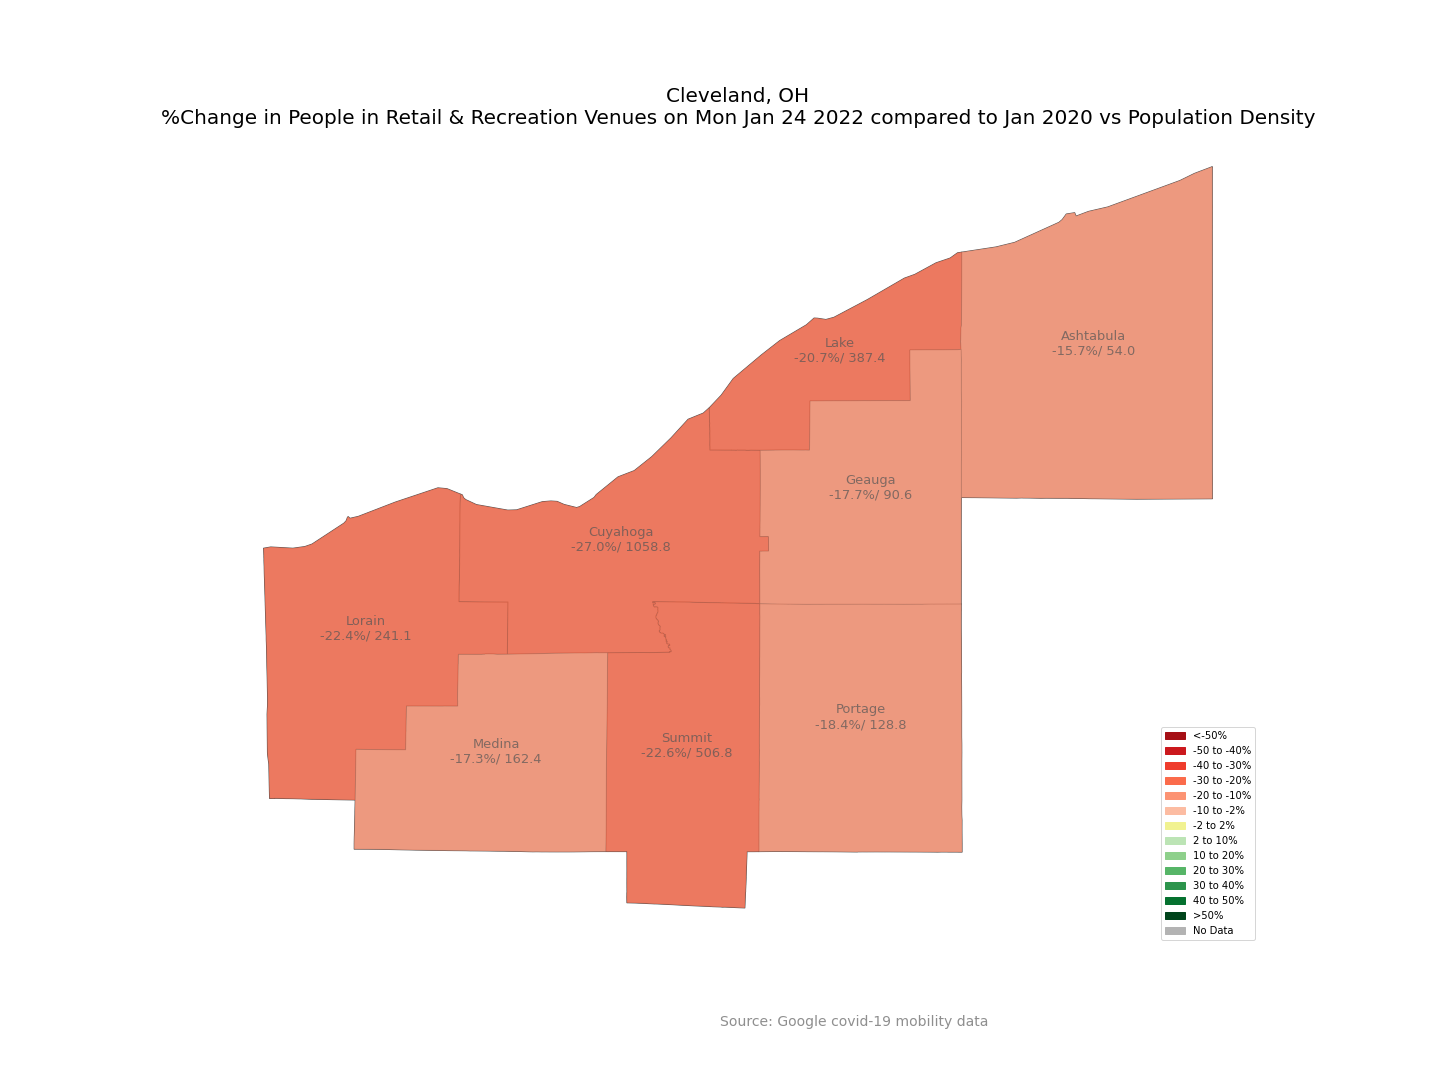 Cleveland, OH
%Change in People in Retail & Recreation Venues on Mon Jan 24 2022 compared to Jan 2020 vs Population Density
Ashtabula
-15.7%/ 54.0
Lake
-20.7%/ 387.4
Geauga
-17.7%/ 90.6
Cuyahoga
-27.0%/ 1058.8
Lorain
-22.4%/ 241.1
Portage
-18.4%/ 128.8
Medina
-17.3%/ 162.4
Summit
-22.6%/ 506.8
<-50%
-50 to -40%
-40 to -30%
-30 to -20%
-20 to -10%
-10 to -2%
-2 to 2%
2 to 10%
10 to 20%
20 to 30%
30 to 40%
40 to 50%
>50%
No Data
Source: Google covid-19 mobility data